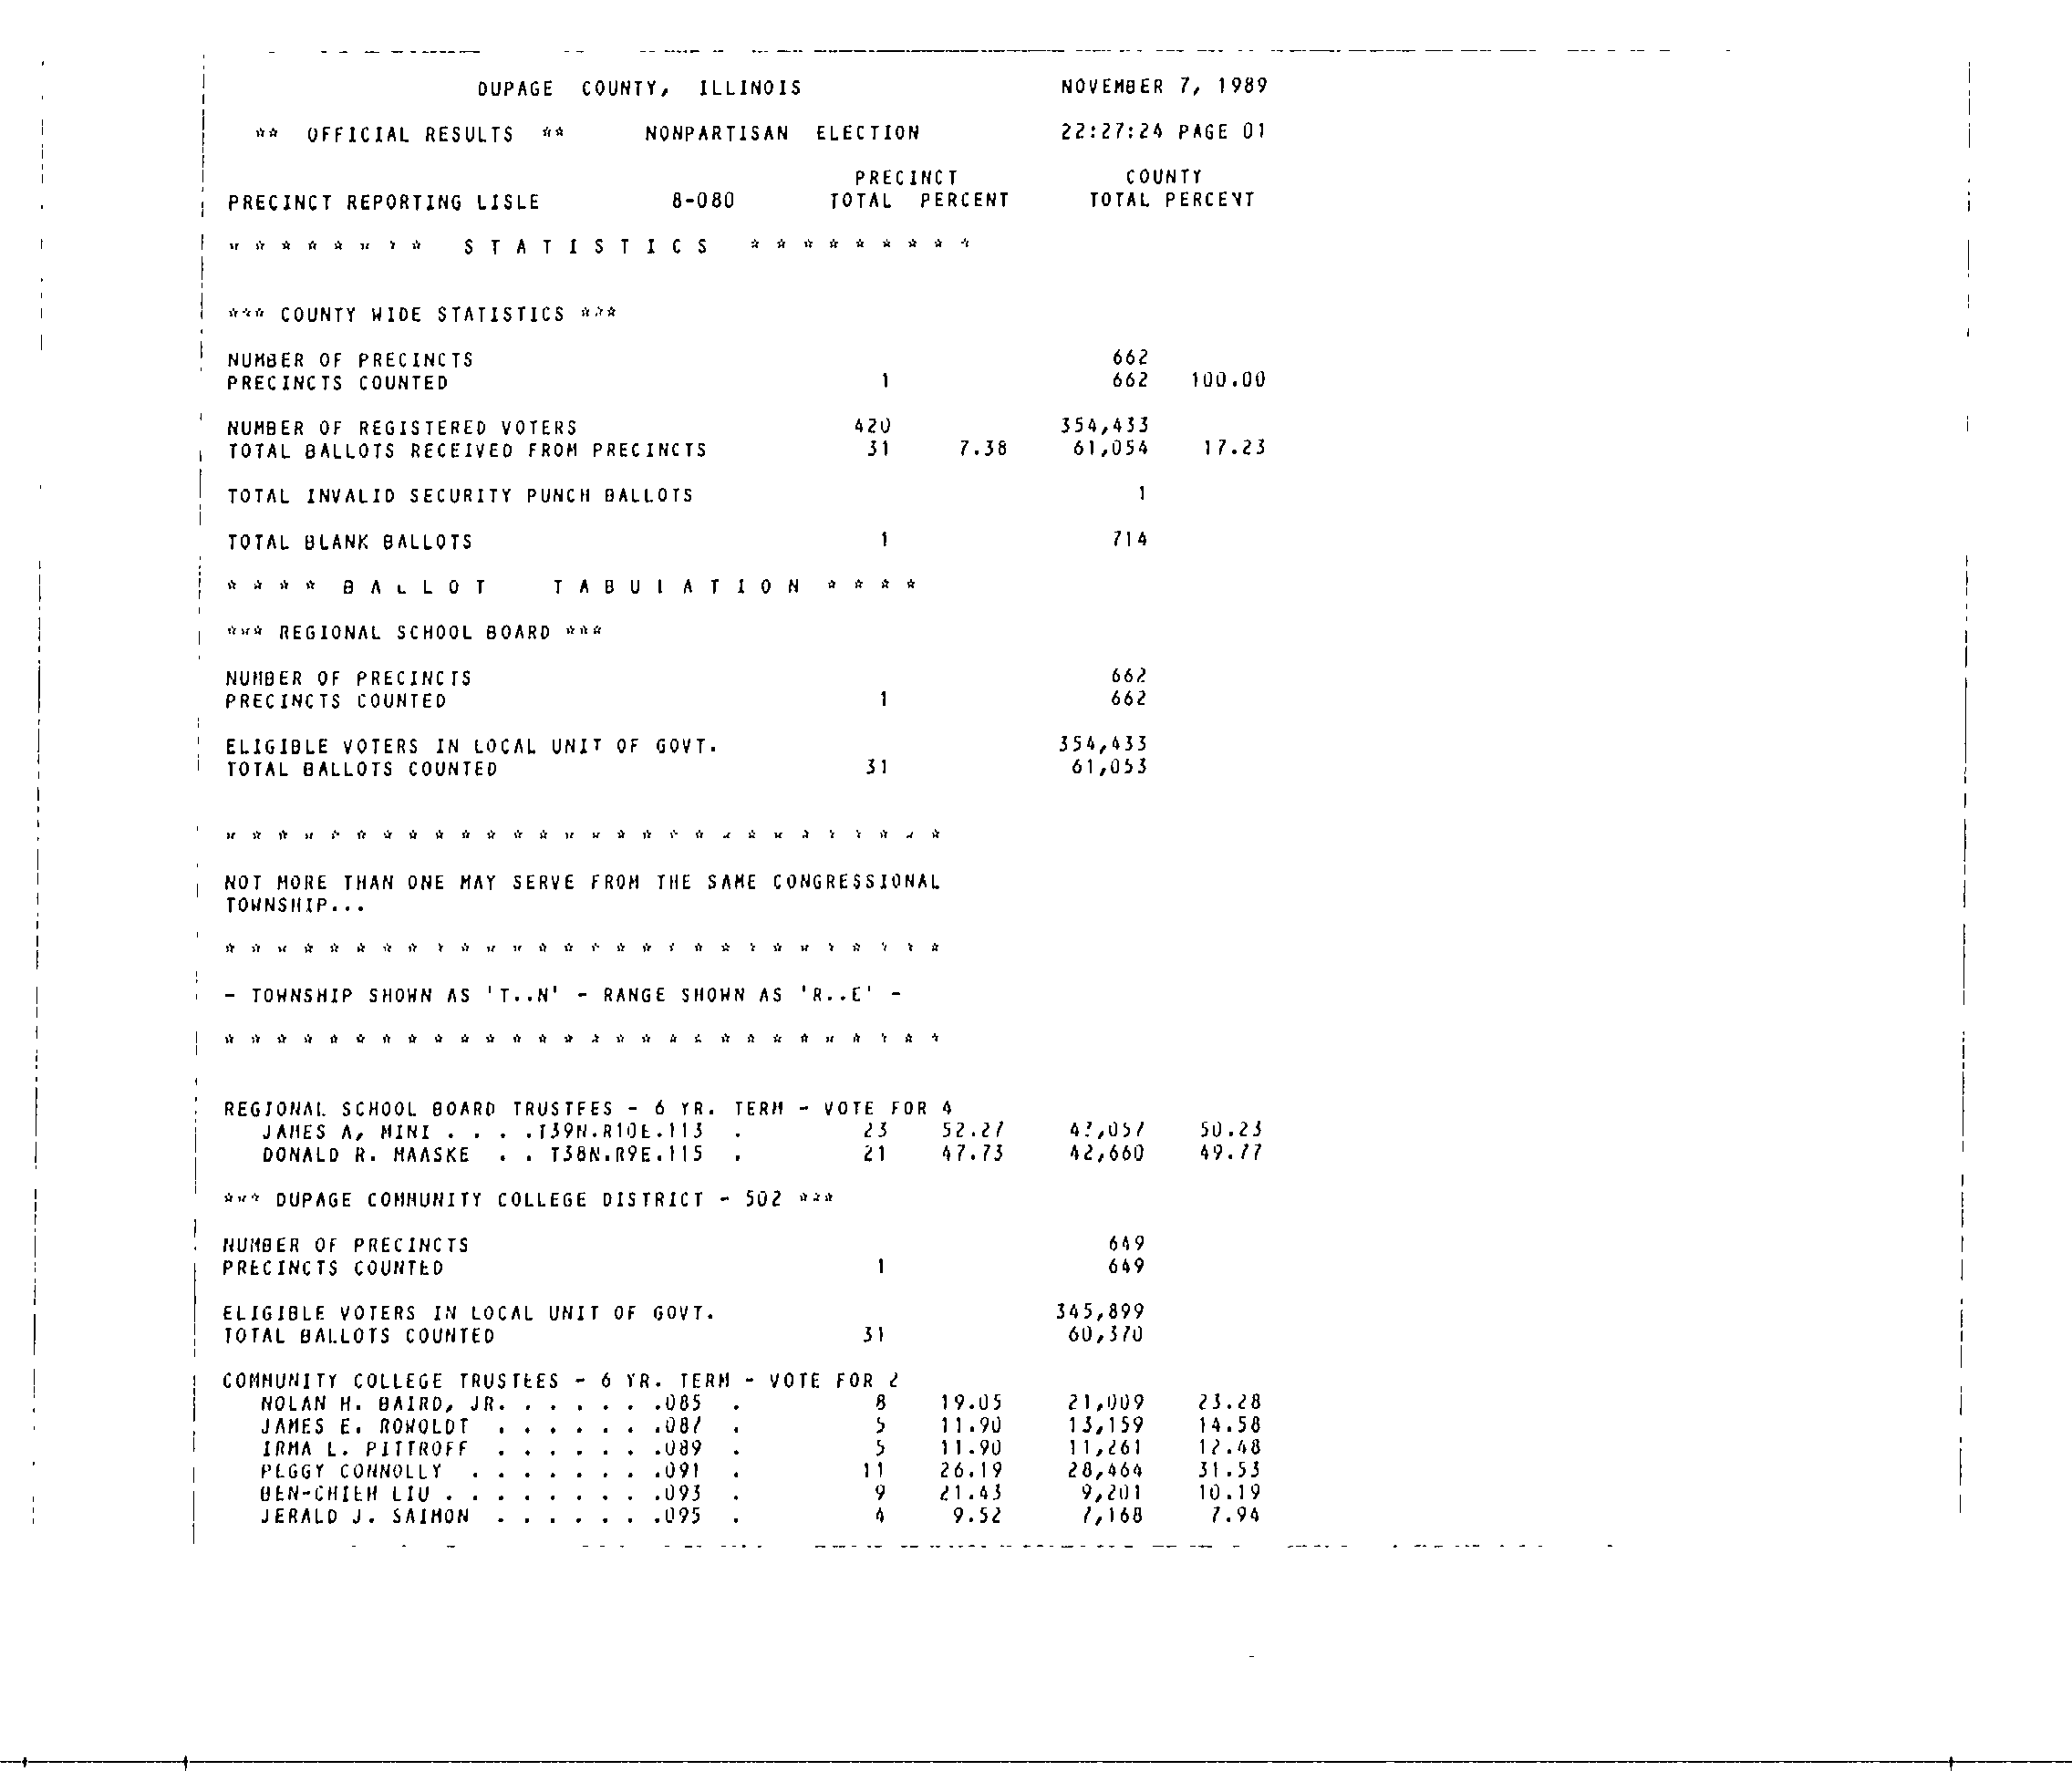 DUPAGE COUNTY, ILLINOIS NOVEMBER 7, 1989
** OFFICIAL RESULTS ** NONPARTISAN ELECTION 22:27:24 PAGE 01
PRECINCT COUNTY
PRECINCT REPORTING LISLE 8-080 TOTAL PERCENT TOTAL PERCENT
* * * * * * * * S T A T I S T I C S * * * * * * * * *
*** COUNTY WIDE STATISTICS ***
NUMBER OF PRECINCTS 662
PRECINCTS COUNTED 1 662 100.00
NUMBER OF REGISTERED VOTERS 420 354,433
TOTAL BALLOTS RECEIVED FROM PRECINCTS 31 7.38 61,054 17.23
TOTAL INVALID SECURITY PUNCH BALLOTS 1
TOTAL BLANK BALLOTS 1 714
* * * * B A L L O T T A B U L A T I O N * * * *
*** REGIONAL SCHOOL BOARD ***
NUMBER OF PRECINCTS 662
PRECINCTS COUNTED 1 662
ELIGIBLE VOTERS IN LOCAL UNIT OF GOVT. 354,433
TOTAL BALLOTS COUNTED 31 61,053
* * * * * * * * * * * * * * * * * * * * * * * * * * * *
NOT MORE THAN ONE MAY SERVE FROM THE SAME CONGRESSIONAL
TOWNSHIP...
* * * * * * * * * * * * * * * * * * * * * * * * * * * *
- TOWNSHIP SHOWN AS 'T..N' - RANGE SHOWN AS 'R..E' -
* * * * * * * * * * * * * * * * * * * * * * * * * * * *
REGIONAL SCHOOL BOARD TRUSTEES - 6 YR. TERM - VOTE FOR 4
JAMES A, MINI . . . .T39N.R10E.113 . 23 52.27 43,057 50.23
DONALD R. MAASKE . . T38N.R9E.115 . 21 47.73 42,660 49.77
*** DUPAGE COMMUNITY COLLEGE DISTRICT - 502 ***
NUMBER OF PRECINCTS 649
PRECINCTS COUNTED 1 649
ELIGIBLE VOTERS IN LOCAL UNIT OF GOVT. 345,899
TOTAL BALLOTS COUNTED 31 60,370
COMMUNITY COLLEGE TRUSTEES - 6 YR. TERM - VOTE FOR 2
NOLAN H. BAIRD, JR. . . . . . .085 . 8 19.05 21,009 23.28
JAMES E. ROWOLDT . . . . . . .087 . 5 11.90 13,159 14.58
IRMA L. PITTROFF . . . . . . .089 . 5 11.90 11,261 12.48
PEGGY CONNOLLY . . . . . . . .091 . 11 26.19 28,464 31.53
BEN-CHIEH LIU . . . . . . . . .093 . 9 21.43 9,201 10.19
JERALD J. SAIMON . . . . . . .095 . 4 9.52 7,168 7.94